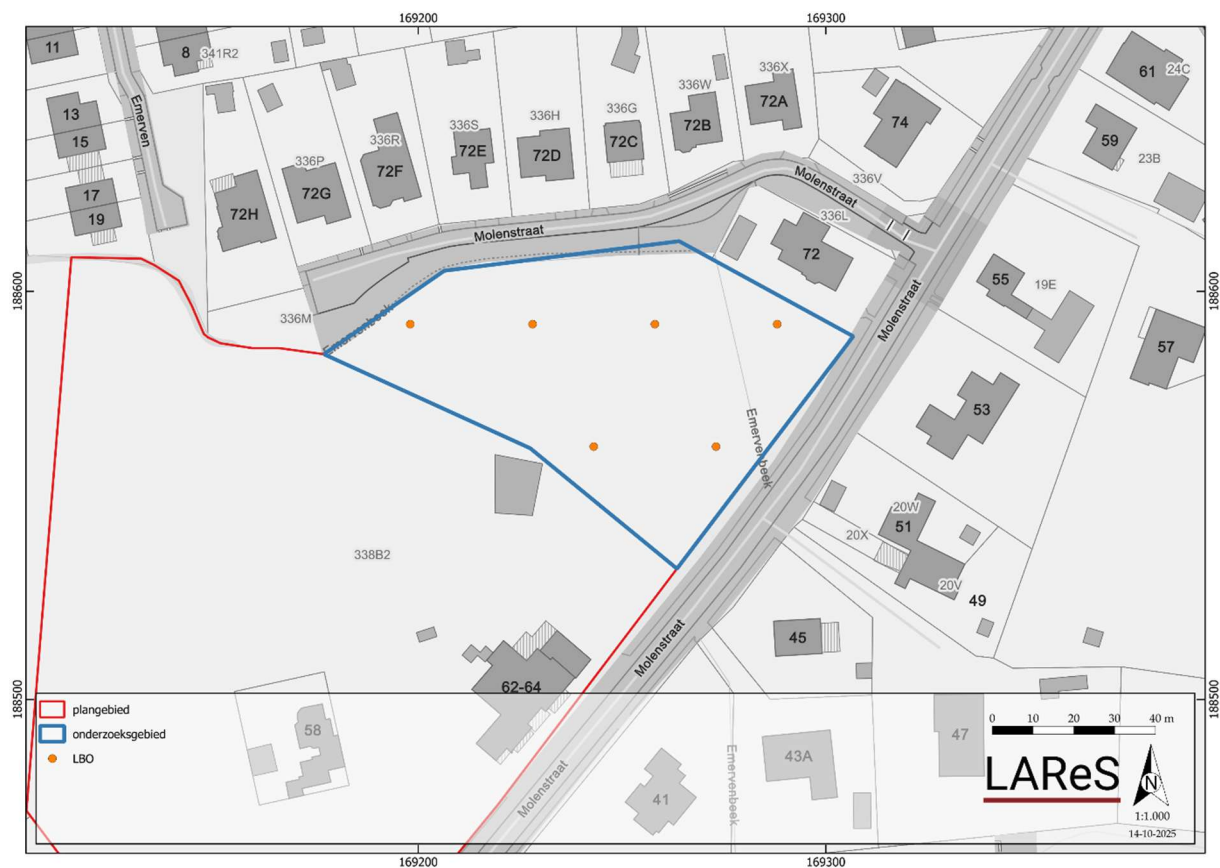 169200
169300
11
8
341R2
336X
61
24C
13
Emerven
336W
72A
74
15
336G
59
336R
336S
336H
72B
72E
72D
72C
23B
336P
72F
17
72G
Molenstraat
336V
19
72H
336L
Molenstraat
72
55
19E
188600
188600
336M
Emervenbeek
Molenstraat
57
53
Emervenbeek
20W
51
20X
338B2
20V
49
45
Molenstraat
62-64
188500
188500
plangebied
onderzoeksgebied
LBO
58
0 10 20 30 40 m
47
43A
Emervenbeek
LAReS
N
Molenstraat
41
1:1.000
14-10-2025
169200
169300